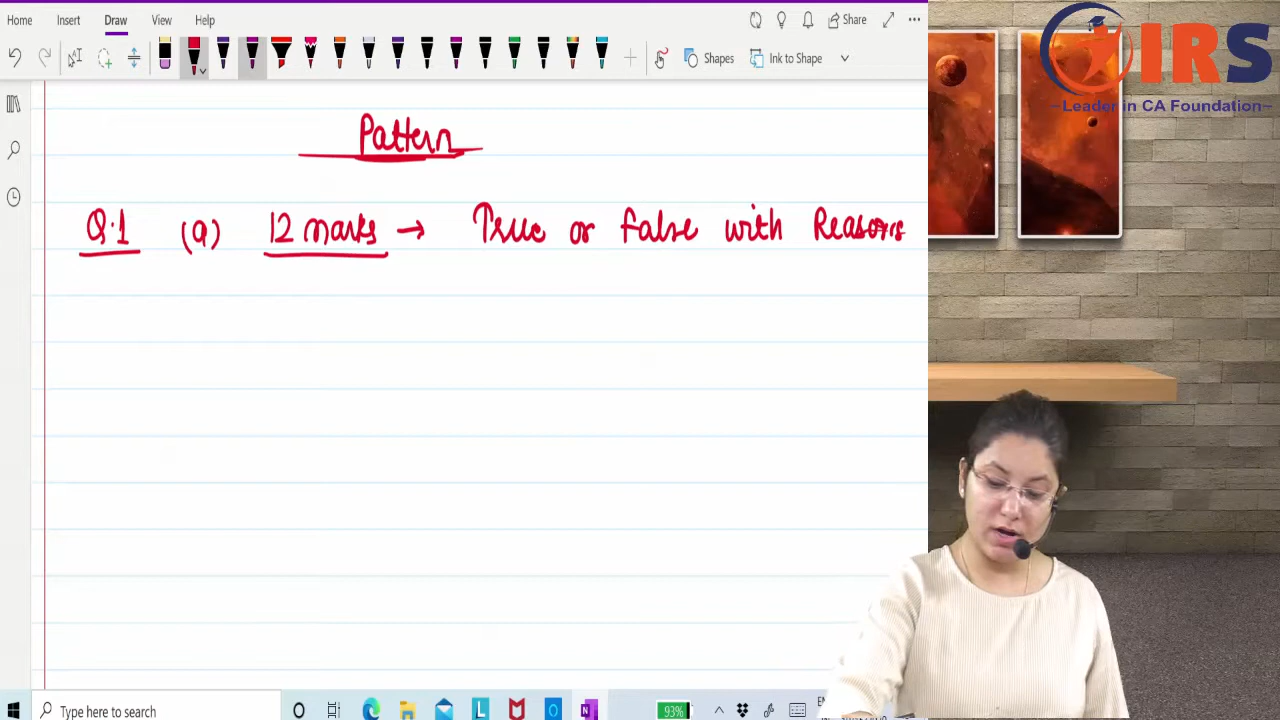 Home Insert Draw View Help Share
Shapes Ink to Shape
IRS
Leader in CA Foundation
Pattern
Q.1 (a) 12 marks → True or False with Reasons
Type here to search 93% EN